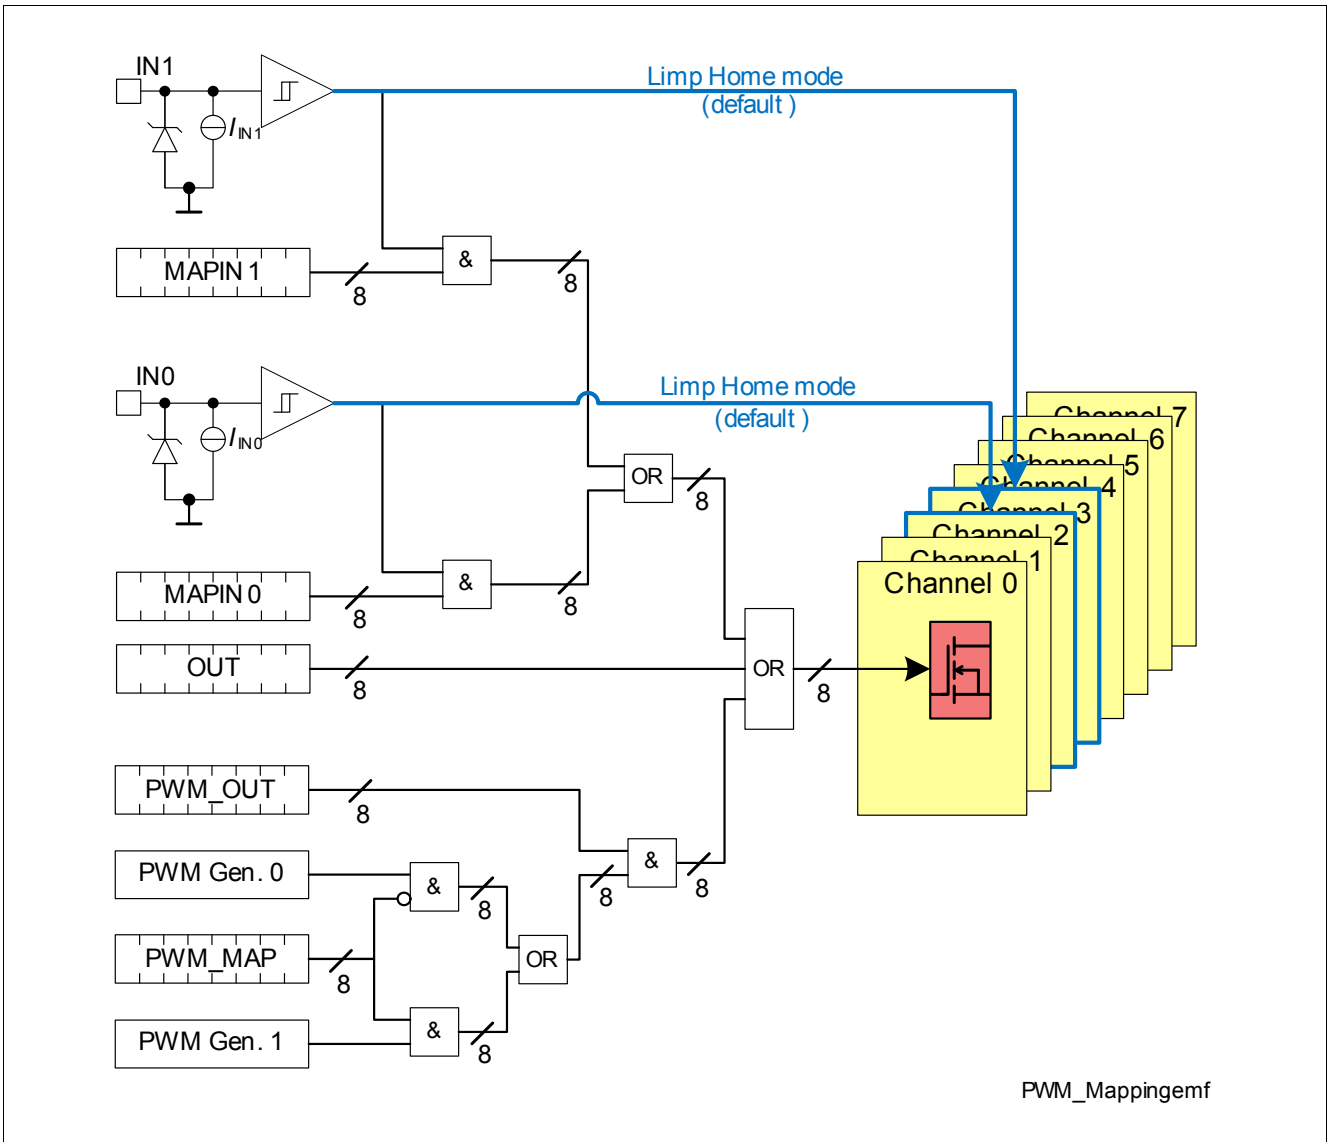 IN1
I IN1
Limp Home mode
(default )
MAPIN 1
8
&
8
IN0
I IN0
Limp Home mode
(default )
Channel 7
Channel 6
Channel 5
Channel 4
Channel 3
Channel 2
Channel 1
Channel 0
OR
8
MAPIN 0
8
&
8
OUT
8
OR
8
PWM_OUT
8
&
8
8
PWM Gen. 0
&
8
PWM_MAP
8
OR
PWM Gen. 1
&
8
PWM_Mappingemf